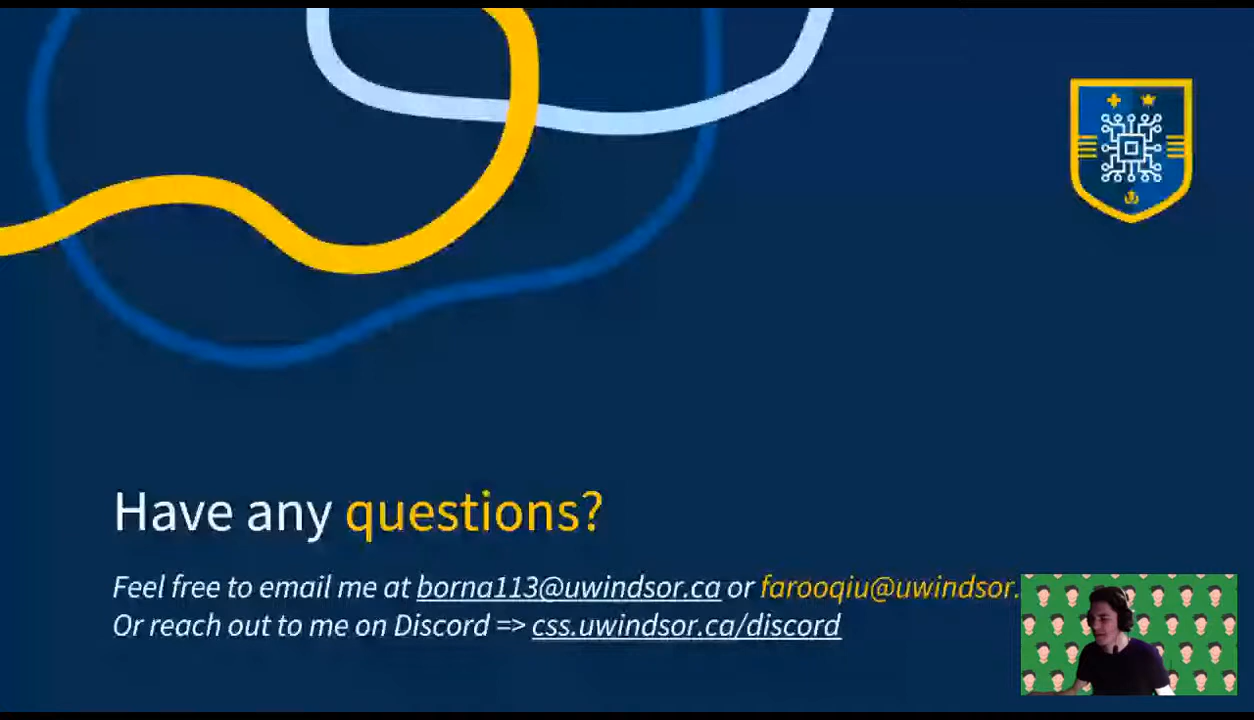 Have any questions?
Feel free to email me at borna113@uwindsor.ca or farooqiu@uwindsor.
Or reach out to me on Discord => css.uwindsor.ca/discord